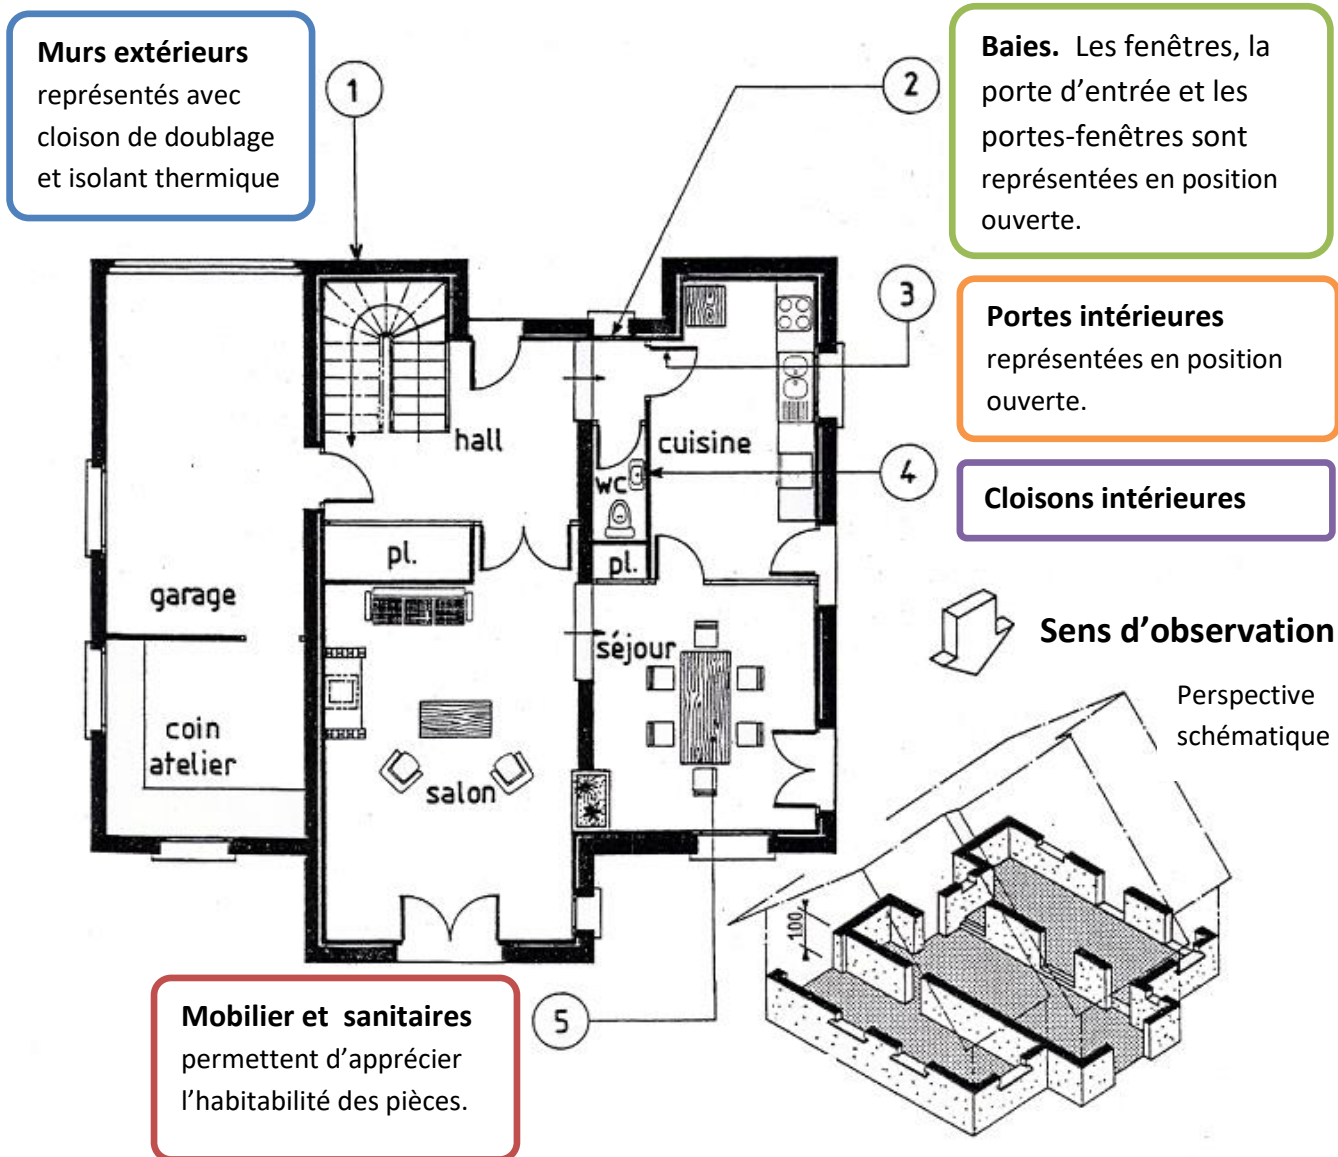 Murs extérieurs
représentés avec
cloison de doublage
et isolant thermique
1
2
Baies. Les fenêtres, la
porte d'entrée et les
portes-fenêtres sont
représentées en position
ouverte.
3
Portes intérieures
représentées en position
ouverte.
hall
cuisine
4
wc
Cloisons intérieures
pl.
pl.
garage
séjour
Sens d'observation
Perspective
schématique
coin
atelier
salon
100
5
Mobilier et sanitaires
permettent d'apprécier
l'habitabilité des pièces.